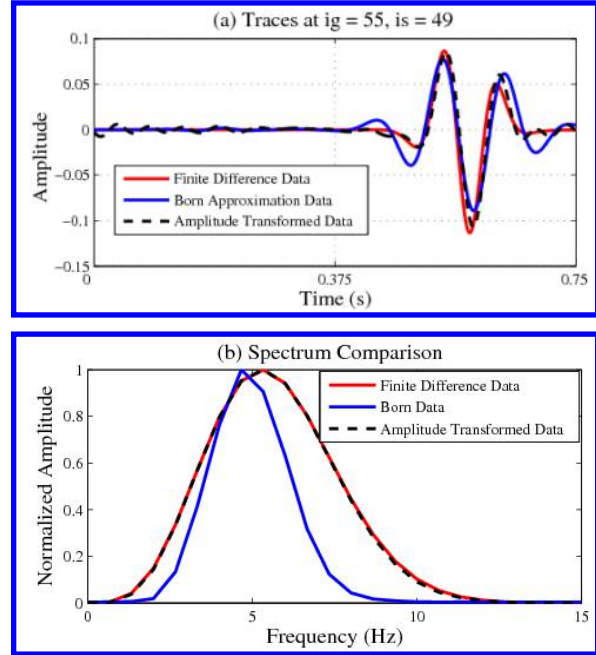 (a) Traces at ig = 55, is = 49
0.1
0.05
0
−0.05
−0.1
−0.15
Amplitude
Finite Difference Data
Born Approximation Data
Amplitude Transformed Data
0 0.375 0.75
Time (s)
(b) Spectrum Comparison
1
0.8
0.6
0.4
0.2
0
Normalized Amplitude
Finite Difference Data
Born Data
Amplitude Transformed Data
0 5 10 15
Frequency (Hz)